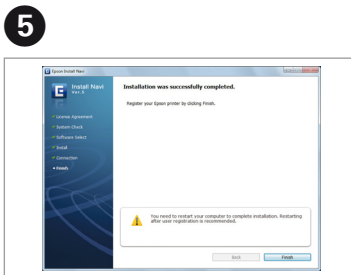 5
Epson Install Navi
E
Install Navi
Installation was successfully completed.
Register your Epson printer by clicking Finish.
License Agreement
System Check
Software Select
Install
Connection
Finish
You need to restart your computer to complete installation. Restarting
after user registration is recommended.
Back
Finish